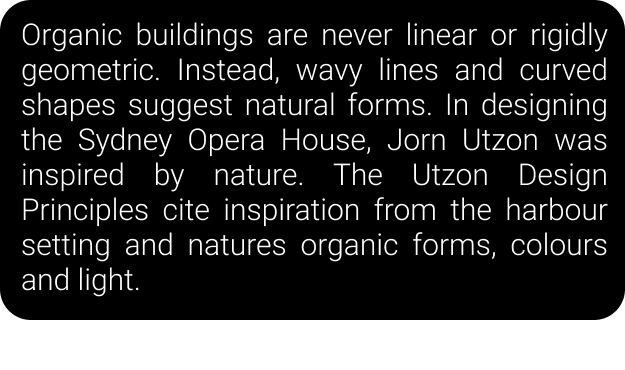 Organic buildings are never linear or rigidly
geometric. Instead, wavy lines and curved
shapes suggest natural forms. In designing
the Sydney Opera House, Jorn Utzon was
inspired by nature. The Utzon Design
Principles cite inspiration from the harbour
setting and natures organic forms, colours
and light.